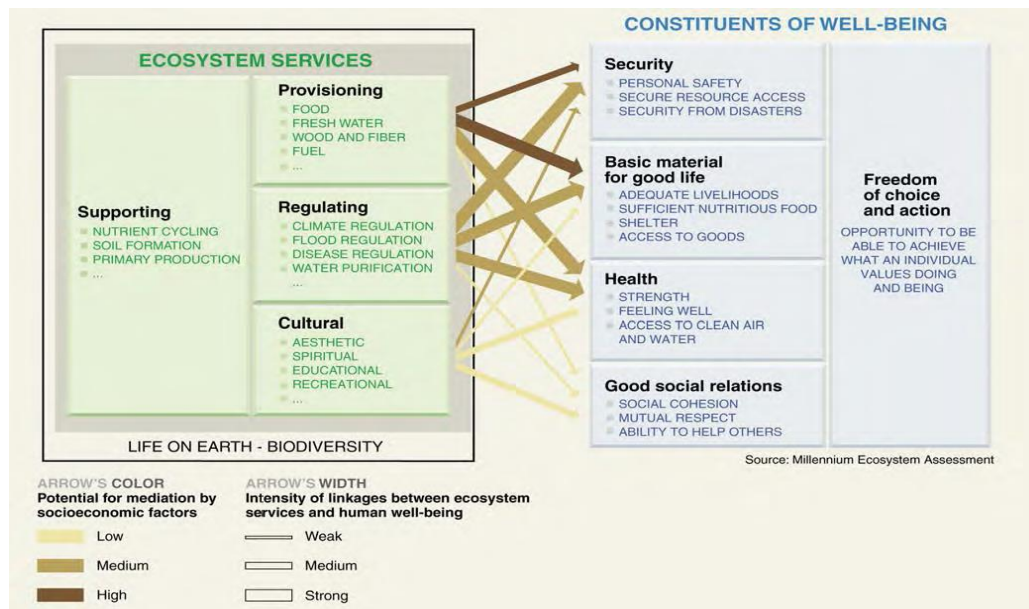 CONSTITUENTS OF WELL-BEING
ECOSYSTEM SERVICES
Supporting
NUTRIENT CYCLING
SOIL FORMATION
PRIMARY PRODUCTION
...
Provisioning
FOOD
FRESH WATER
WOOD AND FIBER
FUEL
...
Regulating
CLIMATE REGULATION
FLOOD REGULATION
DISEASE REGULATION
WATER PURIFICATION
...
Cultural
AESTHETIC
SPIRITUAL
EDUCATIONAL
RECREATIONAL
...
LIFE ON EARTH - BIODIVERSITY
Security
PERSONAL SAFETY
SECURE RESOURCE ACCESS
SECURITY FROM DISASTERS
Basic material
for good life
ADEQUATE LIVELIHOODS
SUFFICIENT NUTRITIOUS FOOD
SHELTER
ACCESS TO GOODS
Health
STRENGTH
FEELING WELL
ACCESS TO CLEAN AIR
AND WATER
Good social relations
SOCIAL COHESION
MUTUAL RESPECT
ABILITY TO HELP OTHERS
Freedom
of choice
and action
OPPORTUNITY TO BE
ABLE TO ACHIEVE
WHAT AN INDIVIDUAL
VALUES DOING
AND BEING
Source: Millennium Ecosystem Assessment
ARROW'S COLOR
Potential for mediation by
socioeconomic factors
Low
Medium
High
ARROW'S WIDTH
Intensity of linkages between ecosystem
services and human well-being
Weak
Medium
Strong